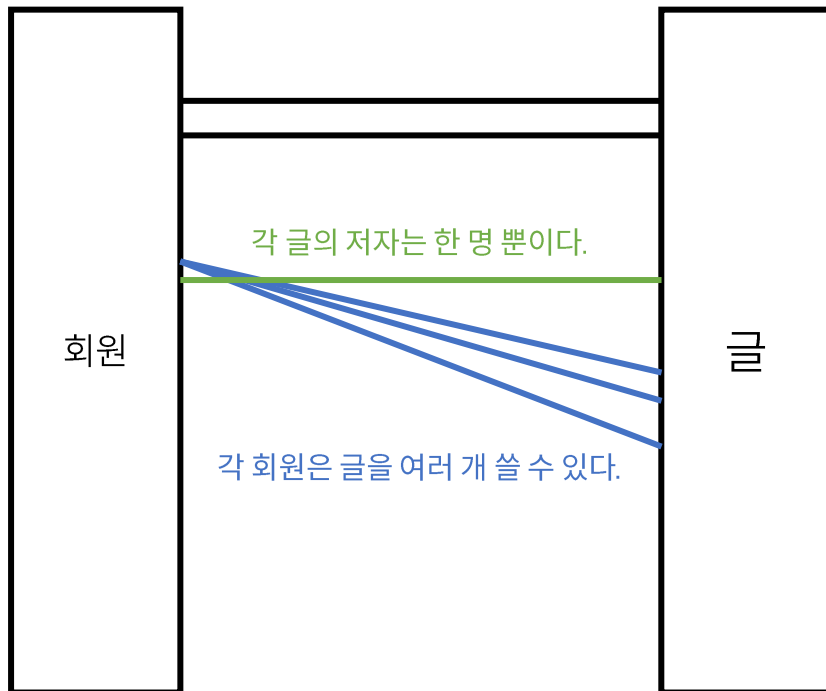 각 글의 저자는 한 명 뿐이다.
회원
글
각 회원은 글을 여러 개 쓸 수 있다.